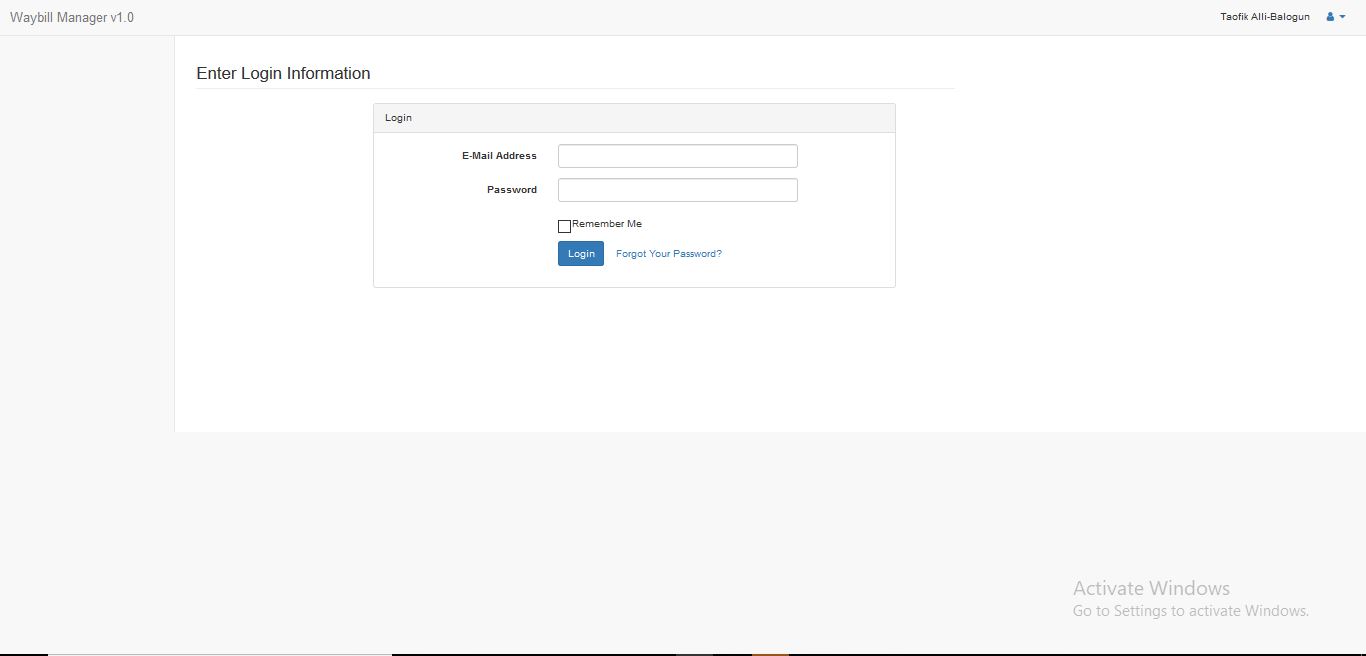 Waybill Manager v1.0
Taofik Alli-Balogun
Enter Login Information
Login
E-Mail Address
Password
Remember Me
Login
Forgot Your Password?
Activate Windows
Go to Settings to activate Windows.